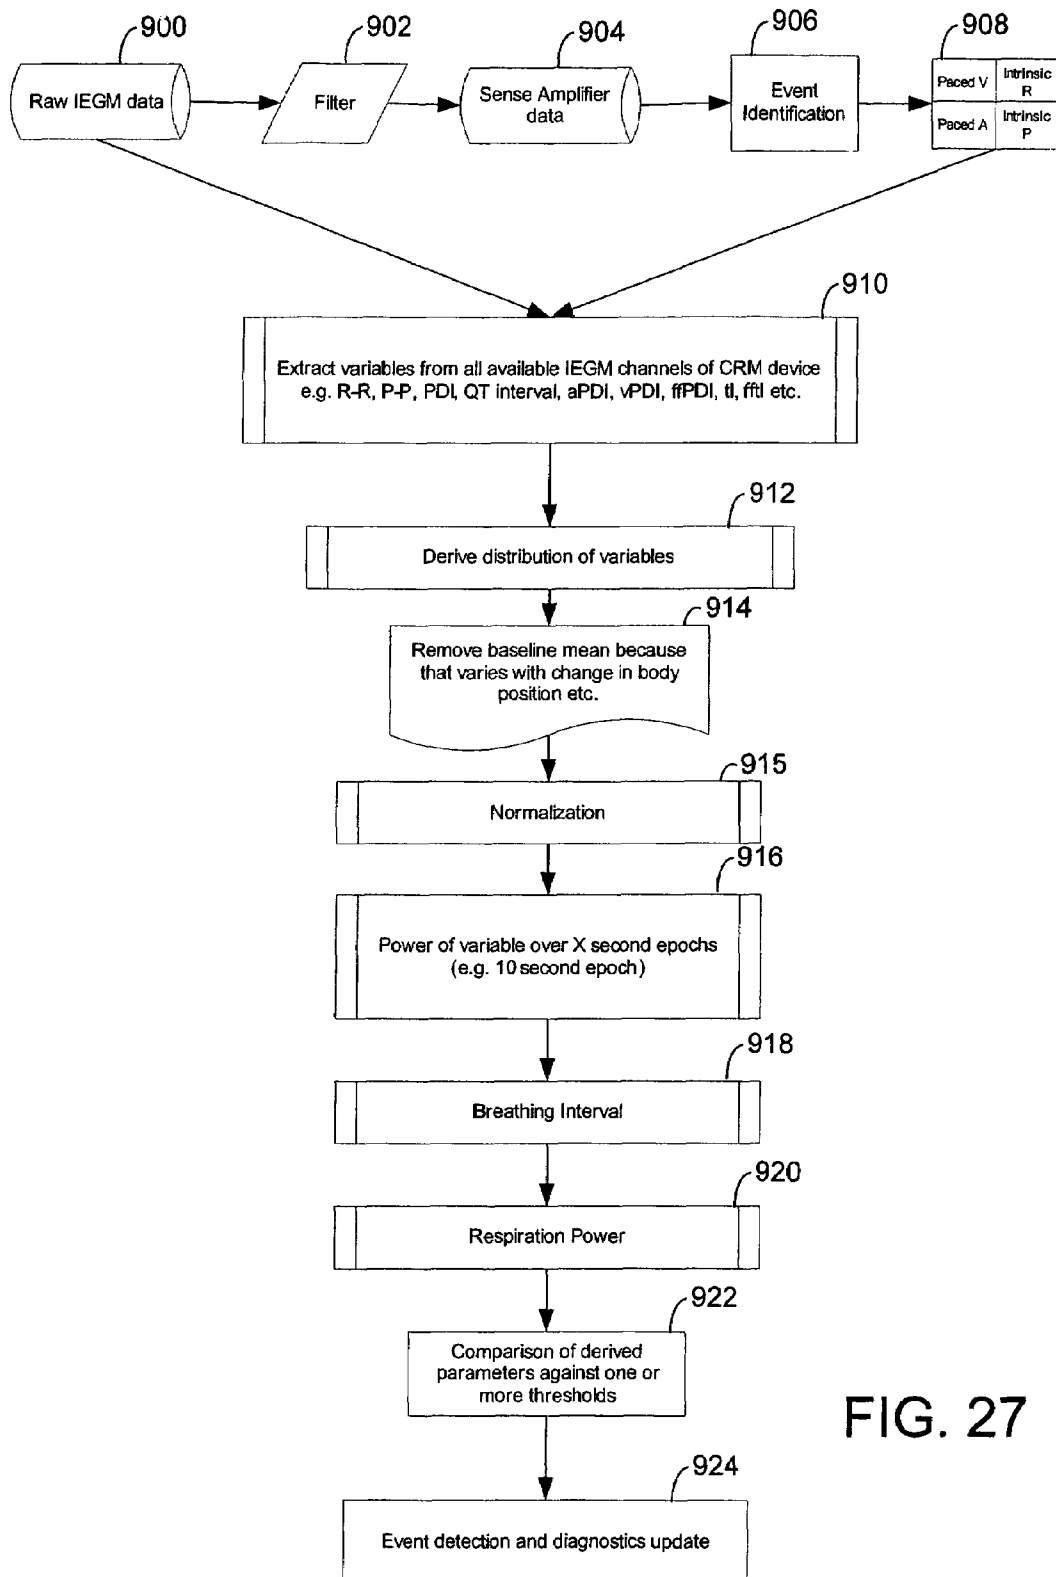 900
902
904
906
908
Raw IEGM data
Filter
Sense Amplifier
data
Event
Identification
Paced V
Intrinsic
R
Paced A
Intrinsic
P
910
Extract variables from all available IEGM channels of CRM device
e.g. R-R, P-P, PDI, QT interval, aPDI, vPDI, ffPDI, tI, fftI etc.
912
Derive distribution of variables
914
Remove baseline mean because
that varies with change in body
position etc.
915
Normalization
916
Power of variable over X second epochs
(e.g. 10 second epoch)
918
Breathing Interval
920
Respiration Power
922
Comparison of derived
parameters against one or
more thresholds
FIG. 27
924
Event detection and diagnostics update